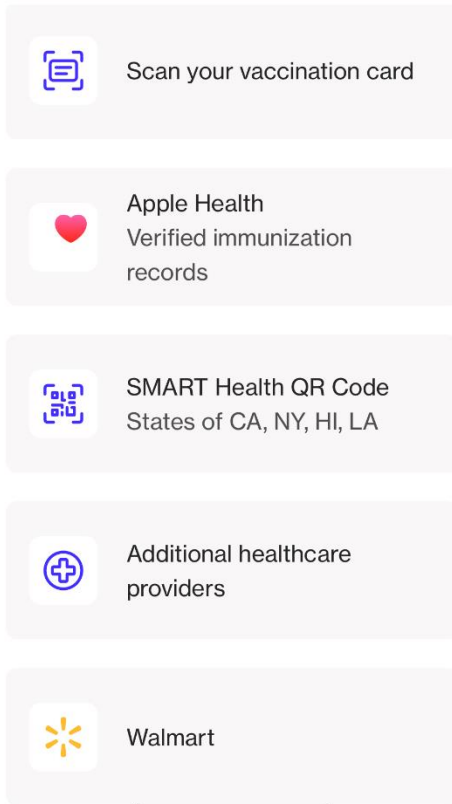 Scan your vaccination card
Apple Health
Verified immunization
records
SMART Health QR Code
States of CA, NY, HI, LA
Additional healthcare
providers
Walmart